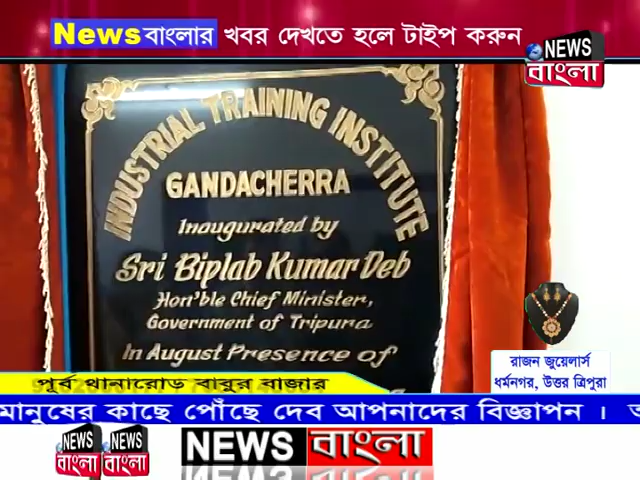 Newsবাংলার খবর দেখতে হলে টাইপ করুন
NEWS
বাংলা
INDUSTRIAL TRAINING INSTITUTE
GANDACHERRA
Inaugurated by
Sri Biplab Kumar Deb
Hon'ble Chief Minister,
Government of Tripura
In August Presence of
রাজন জুয়েলার্স
ধর্মনগর, উত্তর ত্রিপুরা
পূর্ব থানারোড বাবুর বাজার
মানুষের কাছে পৌঁছে দেব আপনাদের বিজ্ঞাপন ।
NEWS
বাংলা
NEWS
বাংলা
NEWS বাংলা